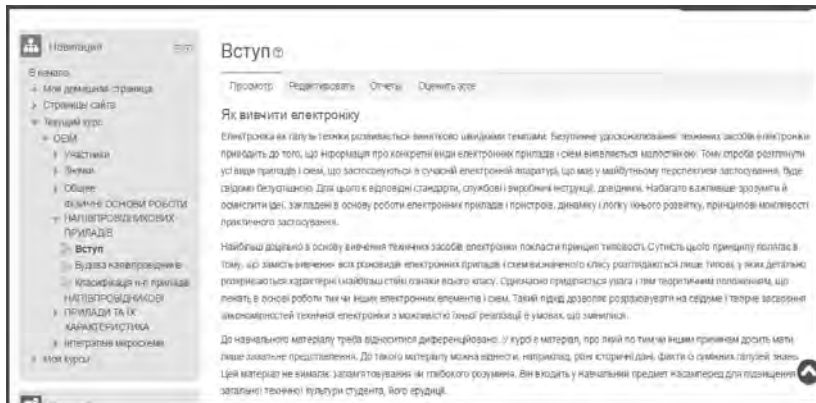 Навигация
В начало
Моя домашняя страница
Страницы сайта
Текущий курс
ОЕІМ
Участники
Значки
Общее
ФІЗИЧНІ ОСНОВИ РОБОТИ
НАПІВПРОВІДНИКОВИХ
ПРИЛАДІВ
Вступ
Будова напівпровідників
Класифікація н-п приладів
НАПІВПРОВІДНИКОВІ
ПРИЛАДИ ТА ЇХ
ХАРАКТЕРИСТИКА
Інтегральні мікросхеми
Мои курсы
Вступ
Просмотр Редактировать Отчеты Оценить эссе
Як вивчити електроніку
Електроніка як галузь техніки розвивається винятково швидкими темпами. Безупинне удосконалювання технічних засобів електроніки
приводить до того, що інформація про конкретні види електронних приладів і схем виявляється малостійкою. Тому спроба розглянути
усі види приладів і схем, що застосовуються в сучасній електронній апаратурі, що має у майбутньому перспективи застосування, буде
свідомо безуспішною. Для цього є відповідні стандарти, службові і виробничі інструкції, довідники. Набагато важливіше зрозуміти й
осмислити ідеї, закладені в основу роботи електронних приладів і пристроїв, динаміку і логіку їхнього розвитку, принципові можливості
практичного застосування.
Найбільш доцільно в основу вивчення технічних засобів електроніки покласти принцип типовості. Сутність цього принципу полягає в
тому, що замість вивчення всіх різновидів електронних приладів і схем визначеного класу розглядаються лише типові, у яких детально
розкриваються характерні і найбільш стійкі ознаки всього класу. Одночасно приділяється увага і тим теоретичним положенням, що
лежать в основі роботи тих чи інших електронних елементів і схем. Такий підхід дозволяє розраховувати на свідоме і творче засвоєння
закономірностей технічної електроніки з можливістю їхньої реалізації в умовах, що змінилися.
До навчального матеріалу треба відноситися диференційовано. У курсі є матеріал, про який по тим чи іншим причинам досить мати
лише загальне представлення. До такого матеріалу можна віднести, наприклад, різні історичні дані, факти із суміжних галузей знань.
Цей матеріал не вимагає запам'ятовування чи глибокого розуміння. Він входить у навчальний предмет насамперед для підвищення
загальної технічної культури студента, його ерудиції.